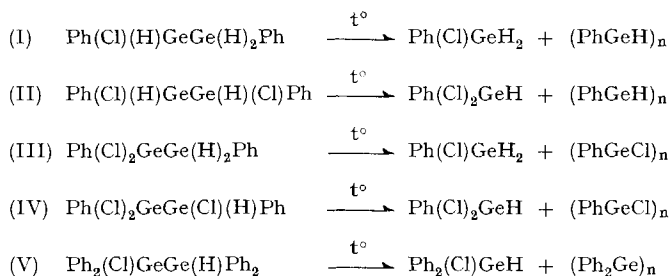 (I) Ph(Cl)(H)GeGe(H)₂Ph t° → Ph(Cl)GeH₂ + (PhGeH)ₙ
(II) Ph(Cl)(H)GeGe(H)(Cl)Ph t° → Ph(Cl)₂GeH + (PhGeH)ₙ
(III) Ph(Cl)₂GeGe(H)₂Ph t° → Ph(Cl)GeH₂ + (PhGeCl)ₙ
(IV) Ph(Cl)₂GeGe(Cl)(H)Ph t° → Ph(Cl)₂GeH + (PhGeCl)ₙ
(V) Ph₂(Cl)GeGe(H)Ph₂ t° → Ph₂(Cl)GeH + (Ph₂Ge)ₙ